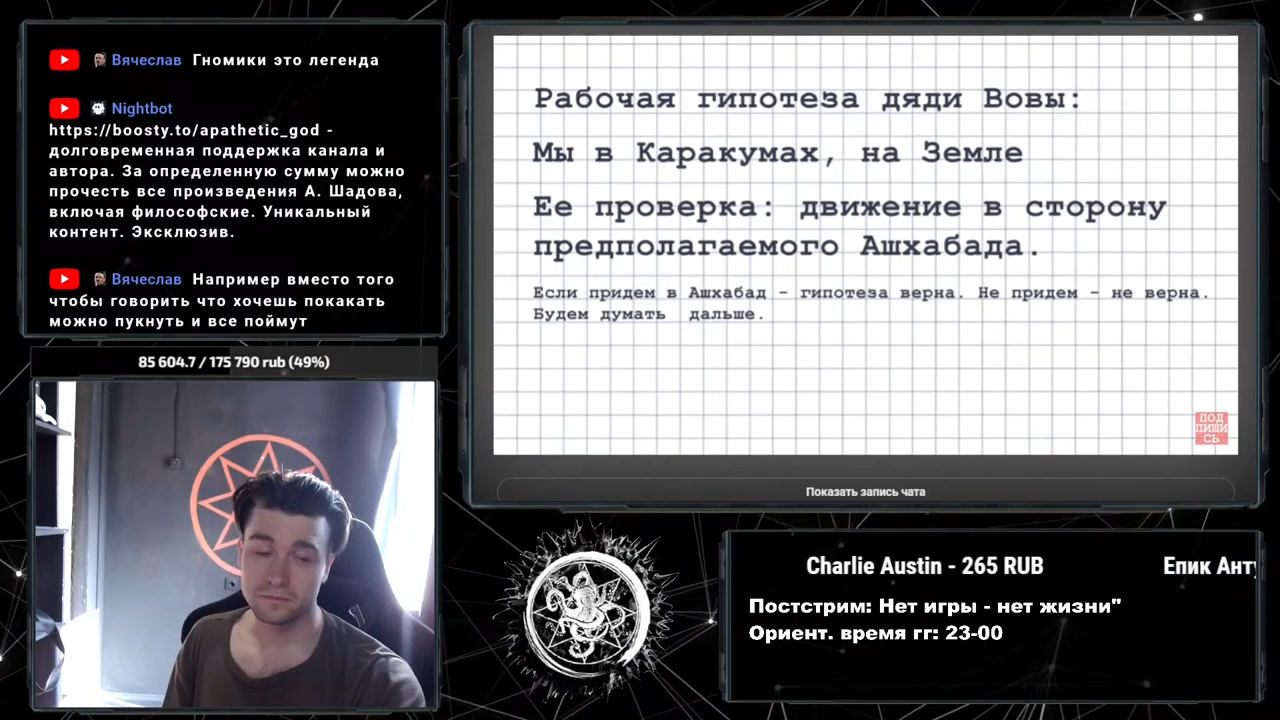 Вячеслав Гномики это легенда
Nightbot
https://boosty.to/apathetic_god -
долговременная поддержка канала и
автора. За определенную сумму можно
прочесть все произведения А. Шадова,
включая философские. Уникальный
контент. Эксклюзив.
Вячеслав Например вместо того
чтобы говорить что хочешь покакать
можно пукнуть и все поймут
85 604.7 / 175 790 rub (49%)
Рабочая гипотеза дяди Вовы:
Мы в Каракумах, на Земле
Ее проверка: движение в сторону
предполагаемого Ашхабада.
Если придем в Ашхабад - гипотеза верна. Не придем - не верна.
Будем думать дальше.
ПОД
ПИШИ
СЬ
Показать запись чата
Charlie Austin - 265 RUB
Епик Ант
Постстрим: Нет игры - нет жизни"
Ориент. время гг: 23-00